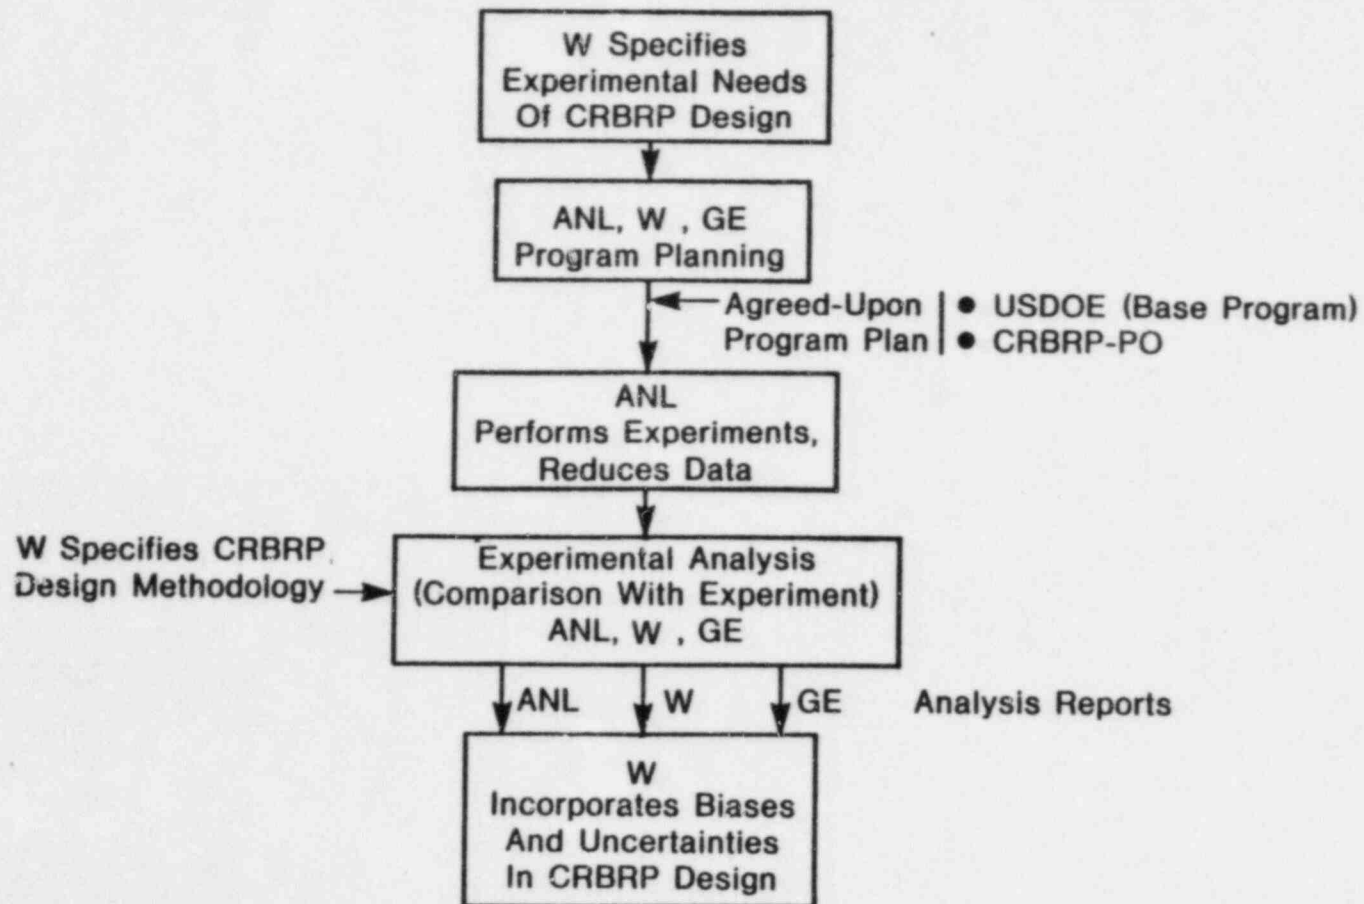 W Specifies
Experimental Needs
Of CRBRP Design
ANL, W , GE
Program Planning
Agreed-Upon
Program Plan
• USDOE (Base Program)
• CRBRP-PO
ANL
Performs Experiments,
Reduces Data
W Specifies CRBRP
Design Methodology
Experimental Analysis
(Comparison With Experiment)
ANL, W , GE
ANL
W
GE
Analysis Reports
W
Incorporates Biases
And Uncertainties
In CRBRP Design